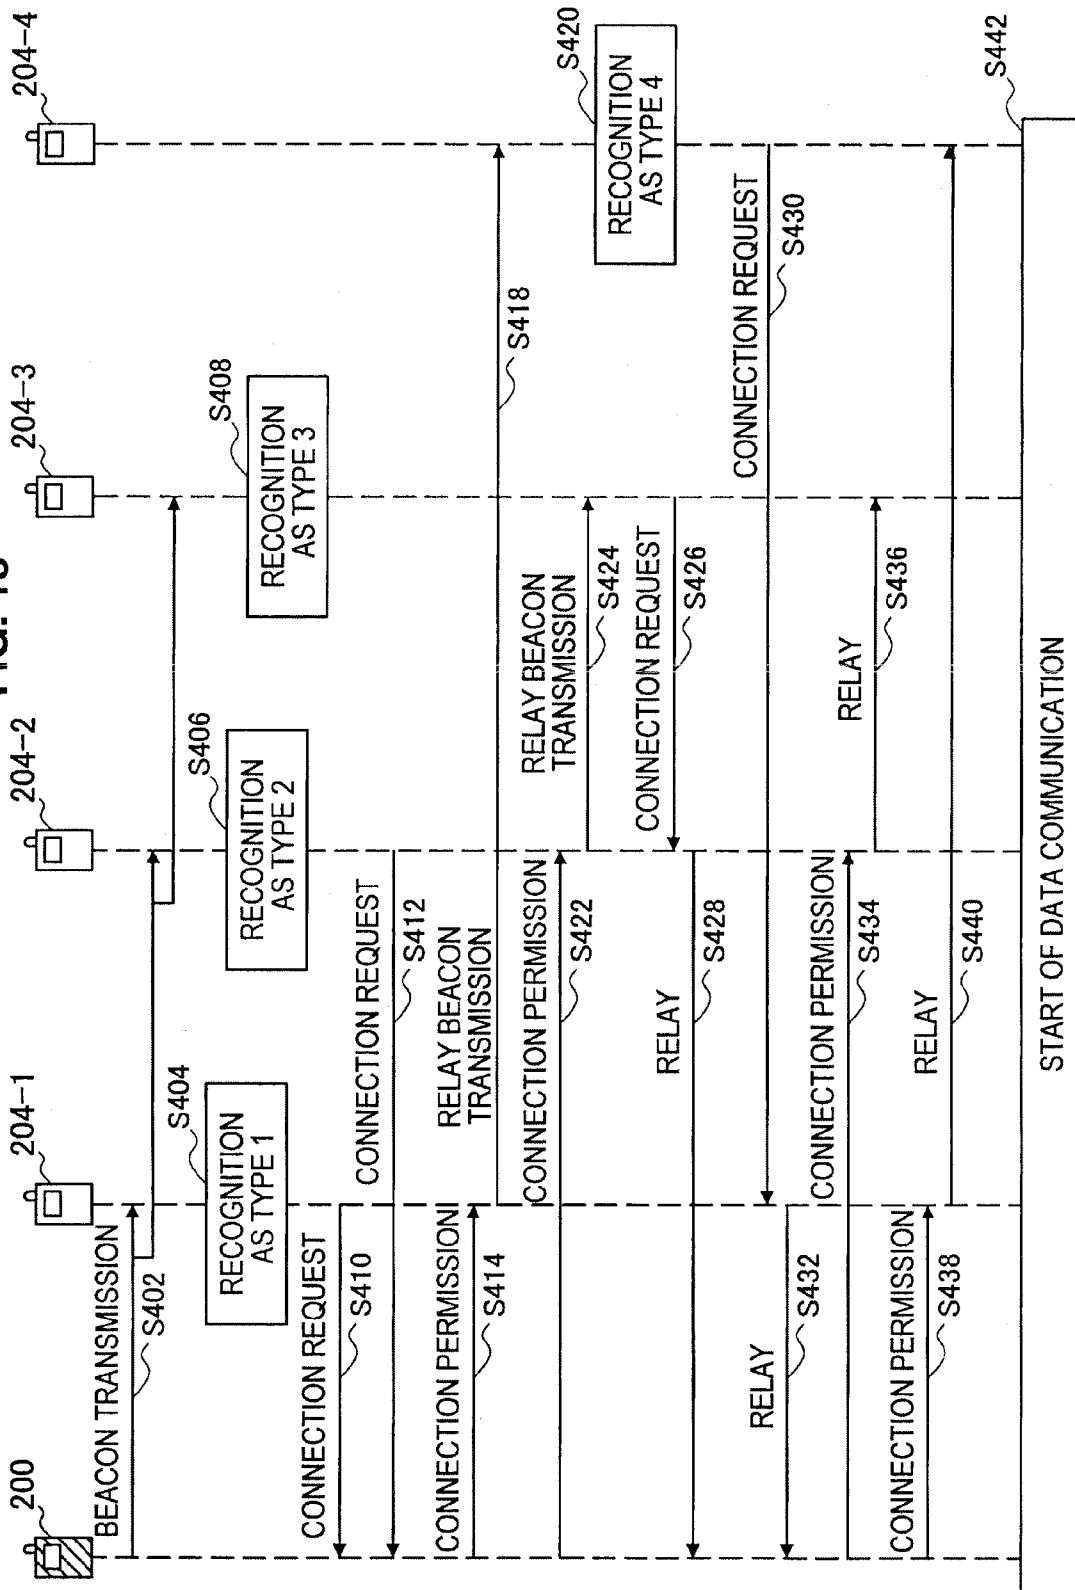 FIG.
200
204-1
204-2
204-3
204-4
BEACON TRANSMISSION
S402
S404
RECOGNITION
AS TYPE 1
S406
RECOGNITION
AS TYPE 2
S408
RECOGNITION
AS TYPE 3
CONNECTION REQUEST
S410
CONNECTION REQUEST
S412
CONNECTION PERMISSION
S414
RELAY BEACON
TRANSMISSION
S418
S420
RECOGNITION
AS TYPE 4
CONNECTION PERMISSION
S422
RELAY BEACON
TRANSMISSION
S424
CONNECTION REQUEST
S426
RELAY
S428
CONNECTION REQUEST
S430
RELAY
S432
CONNECTION PERMISSION
S434
RELAY
S436
CONNECTION PERMISSION
S438
RELAY
S440
S442
START OF DATA COMMUNICATION